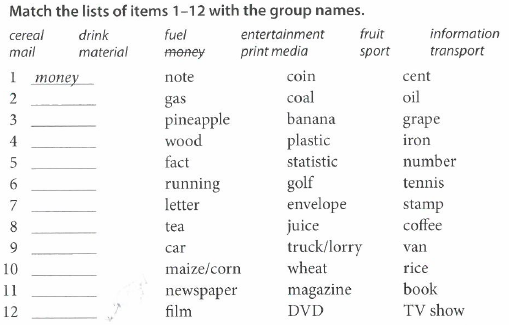 Match the lists of items 1–12 with the group names.
cereal drink fuel entertainment fruit information
mail material money print media sport transport
1 money note coin cent
2 gas coal oil
3 pineapple banana grape
4 wood plastic iron
5 fact statistic number
6 running golf tennis
7 letter envelope stamp
8 tea juice coffee
9 car truck/lorry van
10 maize/corn wheat rice
11 newspaper magazine book
12 film DVD TV show